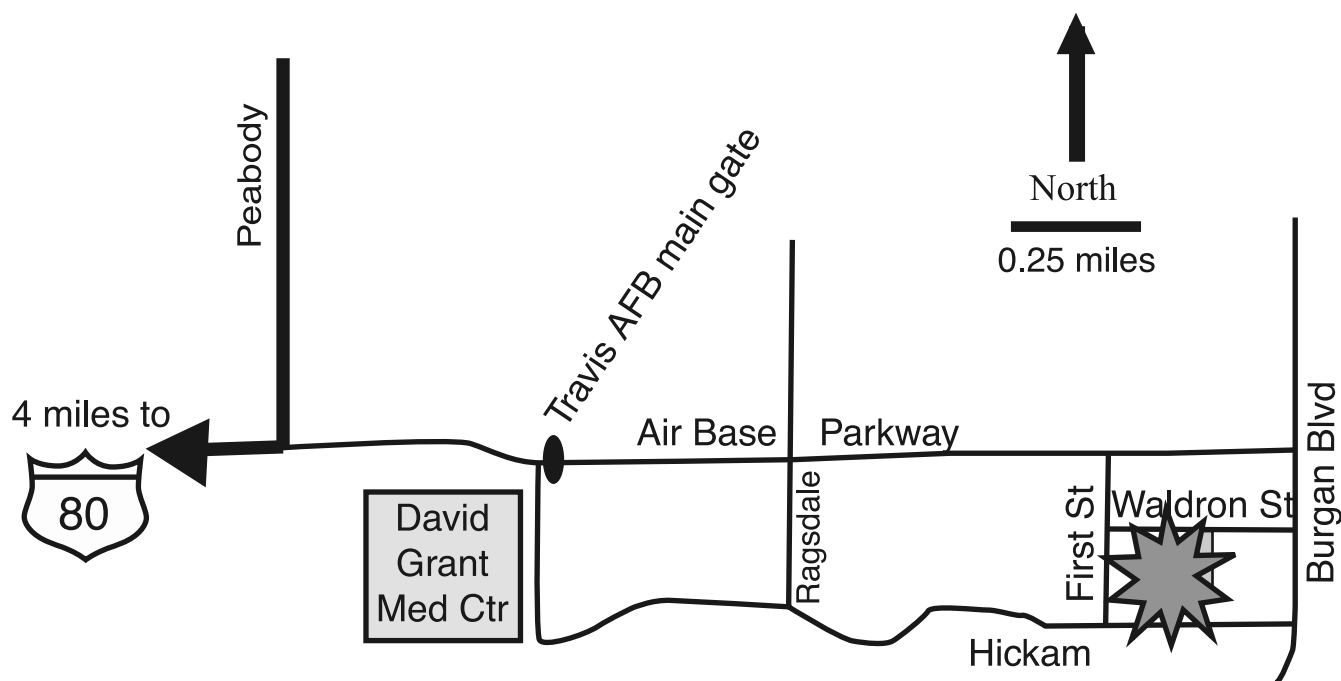 Peabody
Travis AFB main gate
North
0.25 miles
4 miles to
80
Air Base
Parkway
David
Grant
Med Ctr
Ragsdale
First St
Waldron St
Burgan Blvd
Hickam